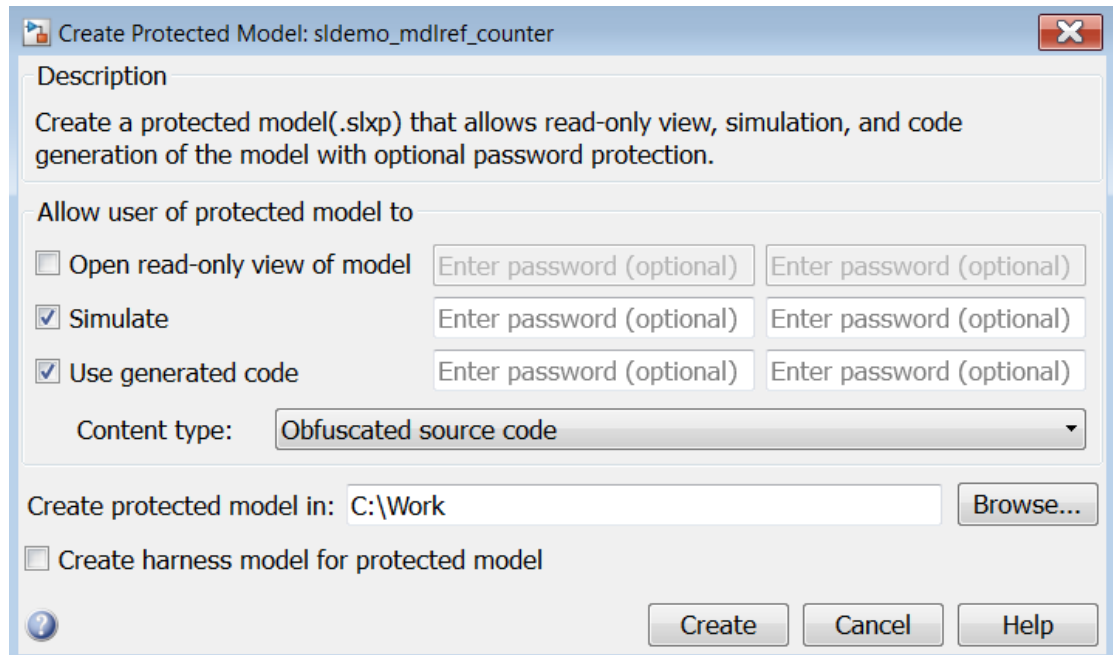 Create Protected Model: sldemo_mdlref_counter
Description
Create a protected model(.slxp) that allows read-only view, simulation, and code
generation of the model with optional password protection.
Allow user of protected model to
Open read-only view of model Enter password (optional) Enter password (optional)
Simulate Enter password (optional) Enter password (optional)
Use generated code Enter password (optional) Enter password (optional)
Content type: Obfuscated source code
Create protected model in: C:\Work Browse...
Create harness model for protected model
? Create Cancel Help